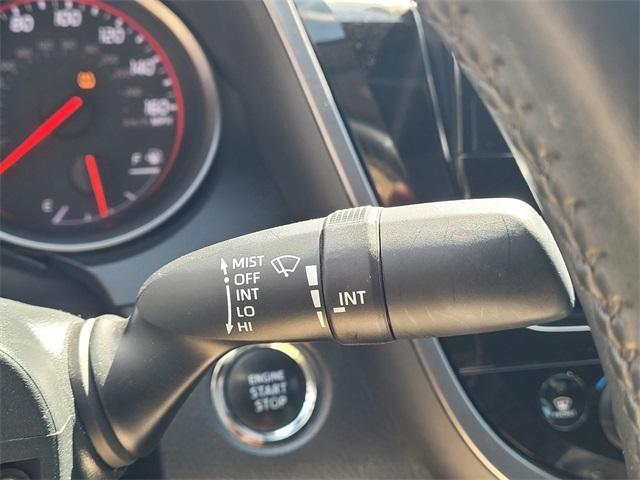 80 100 120 140 160
F
E
MIST
OFF
INT
LO
HI
INT
ENGINE
START
STOP